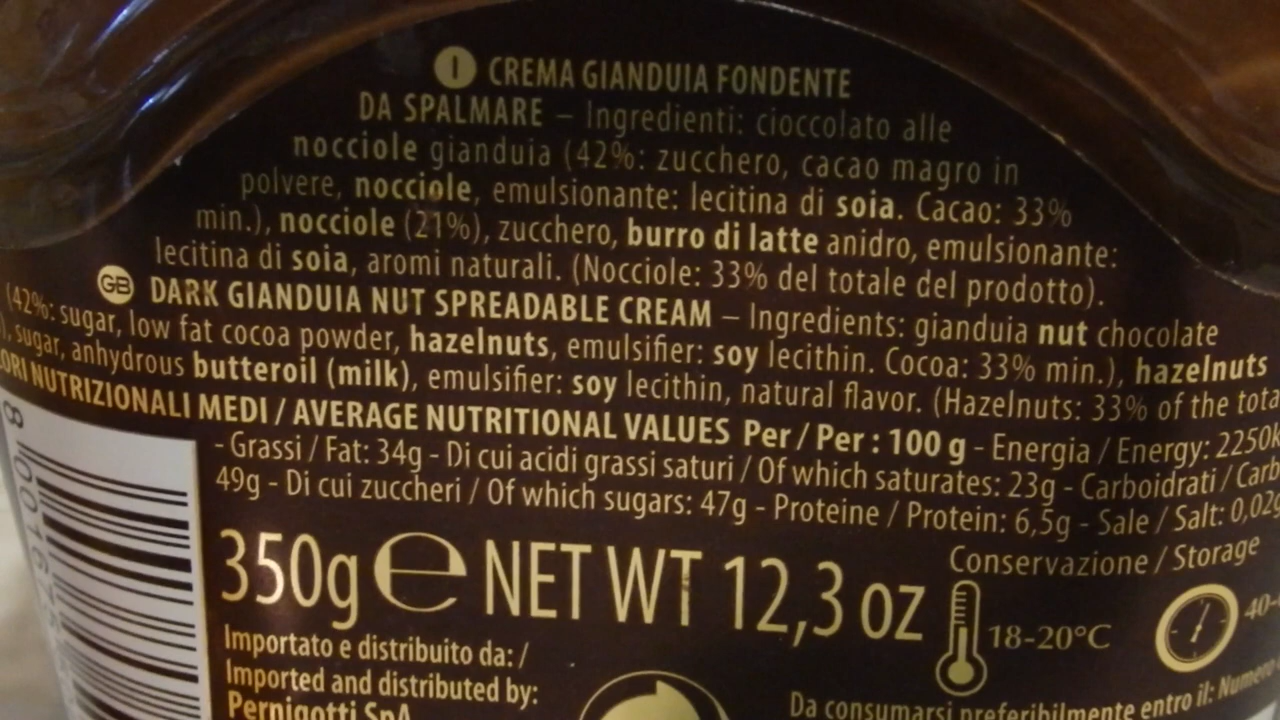 I CREMA GIANDUIA FONDENTE
DA SPALMARE – Ingredienti: cioccolato alle
nocciole gianduia (42%: zucchero, cacao magro in
polvere, nocciole, emulsionante: lecitina di soia. Cacao: 33%
min.), nocciole (21%), zucchero, burro di latte anidro, emulsionante:
lecitina di soia, aromi naturali. (Nocciole: 33% del totale del prodotto).
GB DARK GIANDUIA NUT SPREADABLE CREAM – Ingredients: gianduia nut chocolate
(42%: sugar, low fat cocoa powder, hazelnuts, emulsifier: soy lecithin. Cocoa: 33% min.), hazelnuts
), sugar, anhydrous butteroil (milk), emulsifier: soy lecithin, natural flavor. (Hazelnuts: 33% of the tota
ORI NUTRIZIONALI MEDI / AVERAGE NUTRITIONAL VALUES Per / Per : 100 g - Energia / Energy: 2250k
- Grassi / Fat: 34g - Di cui acidi grassi saturi / Of which saturates: 23g - Carboidrati / Carb
49g - Di cui zuccheri / Of which sugars: 47g - Proteine / Protein: 6,5g - Sale / Salt: 0,02g
350g e NET WT 12,3 oz
Conservazione / Storage
18-20°C
40-
Importato e distribuito da: /
Imported and distributed by:
Pernigotti SpA
Da consumarsi preferibilmente entro il: Numero